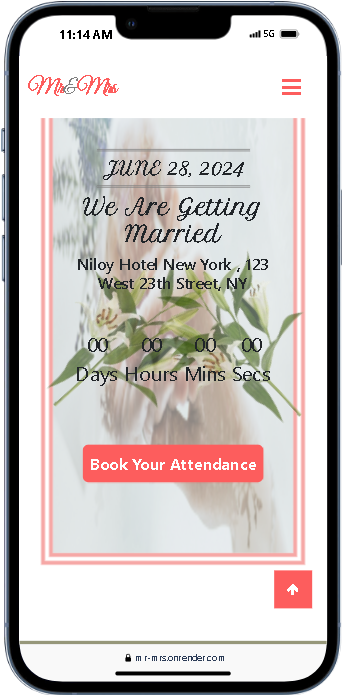 11:14 AM 5G
Mr&Mrs
JUNE 28, 2024
We Are Getting
Married
Niloy Hotel New York , 123
West 23th Street, NY
00 00 00 00
Days Hours Mins Secs
Book Your Attendance
mr-mrs.onrender.com